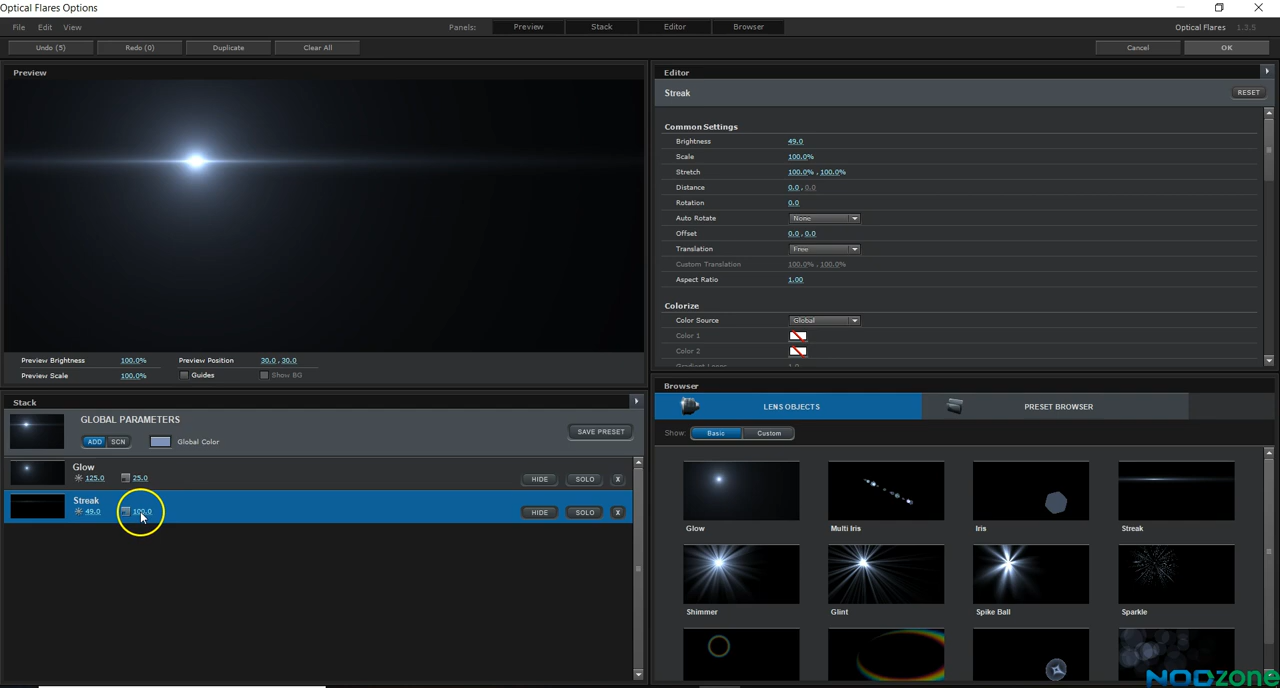 Optical Flares Options
File Edit View Panels: Preview Stack Editor Browser Optical Flares 1.3.5
Undo (5) Redo (0) Duplicate Clear All Cancel OK
Preview
Preview Brightness 100.0% Preview Position 30.0 , 30.0
Preview Scale 100.0% Guides Show BG
Stack
GLOBAL PARAMETERS
ADD SCN Global Color SAVE PRESET
Glow
125.0 25.0 HIDE SOLO X
Streak
49.0 100.0 HIDE SOLO X
Editor
Streak RESET
Common Settings
Brightness 49.0
Scale 100.0%
Stretch 100.0% , 100.0%
Distance 0.0 , 0.0
Rotation 0.0
Auto Rotate None
Offset 0.0 , 0.0
Translation Free
Custom Translation 100.0% , 100.0%
Aspect Ratio 1.00
Colorize
Color Source Global
Color 1
Color 2
Browser
LENS OBJECTS PRESET BROWSER
Show: Basic Custom
Glow Multi Iris Iris Streak
Shimmer Glint Spike Ball Sparkle
NODzone